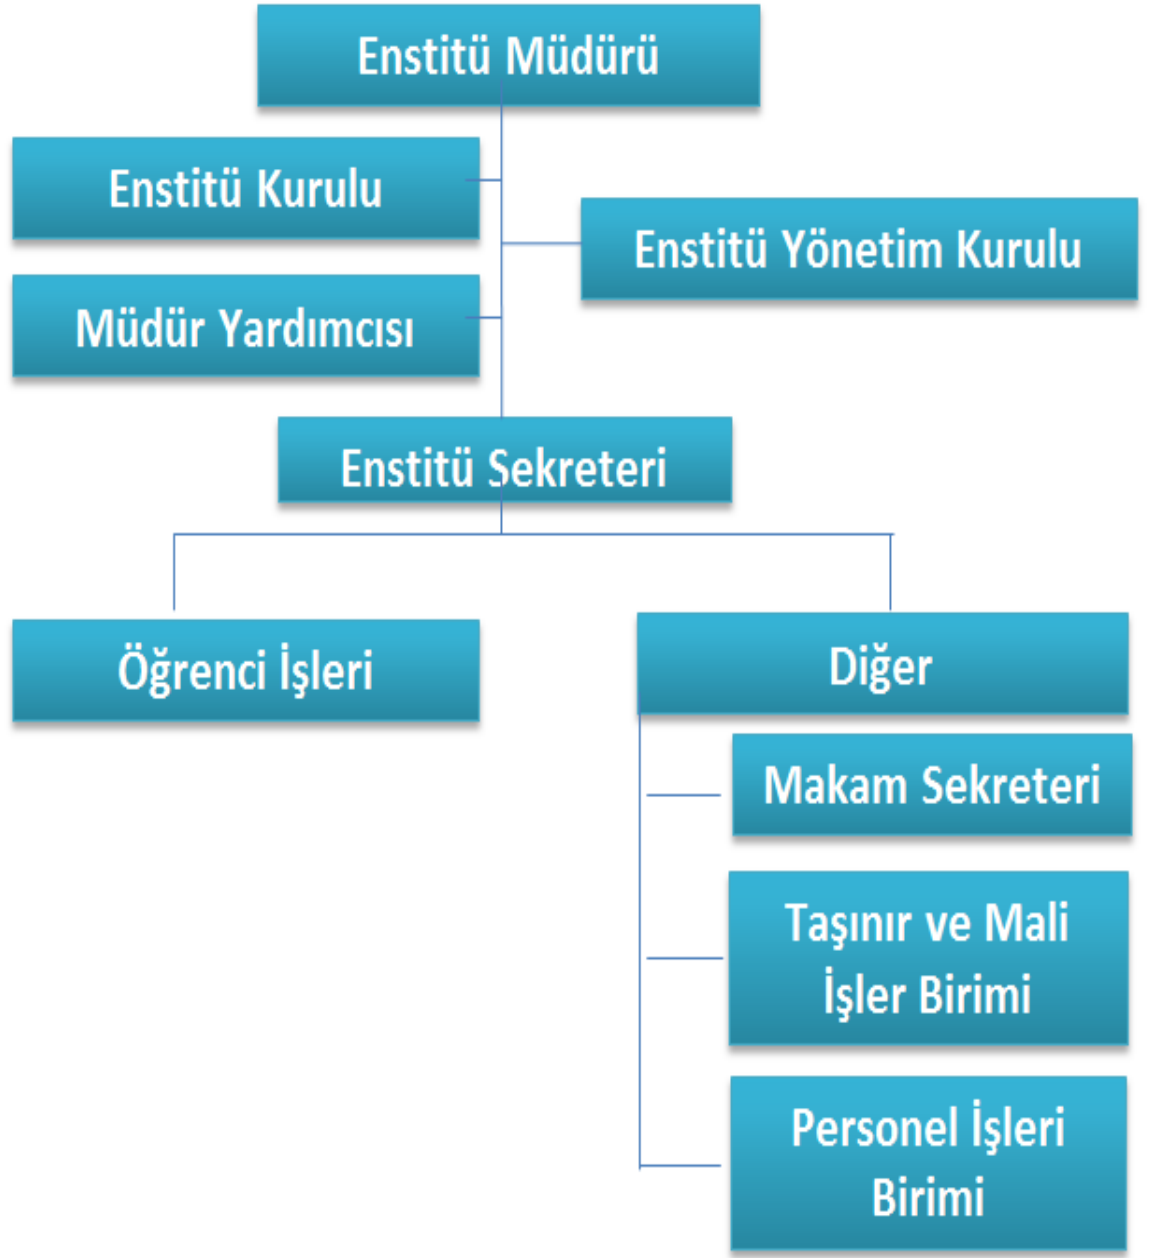 Enstitü Müdürü
Enstitü Kurulu
Enstitü Yönetim Kurulu
Müdür Yardımcısı
Enstitü Sekreteri
Öğrenci İşleri
Diğer
Makam Sekreteri
Taşınır ve Mali
İşler Birimi
Personel İşleri
Birimi